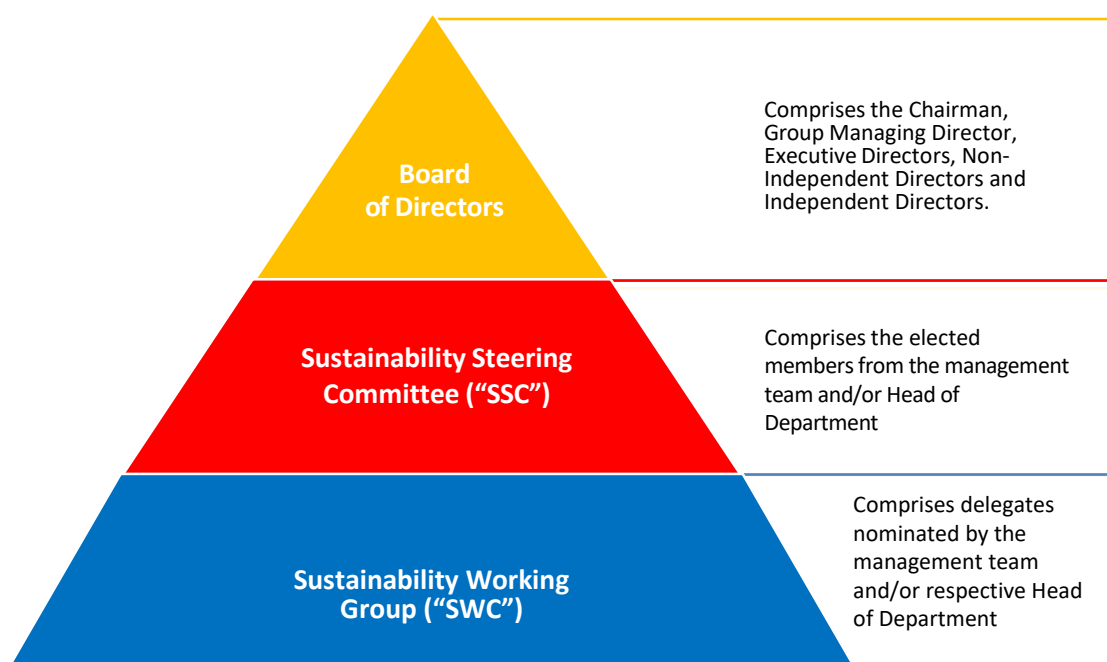 Board
of Directors
Comprises the Chairman,
Group Managing Director,
Executive Directors, Non-
Independent Directors and
Independent Directors.
Sustainability Steering
Committee (“SSC”)
Comprises the elected
members from the management
team and/or Head of
Department
Sustainability Working
Group (“SWC”)
Comprises delegates
nominated by the
management team
and/or respective Head
of Department